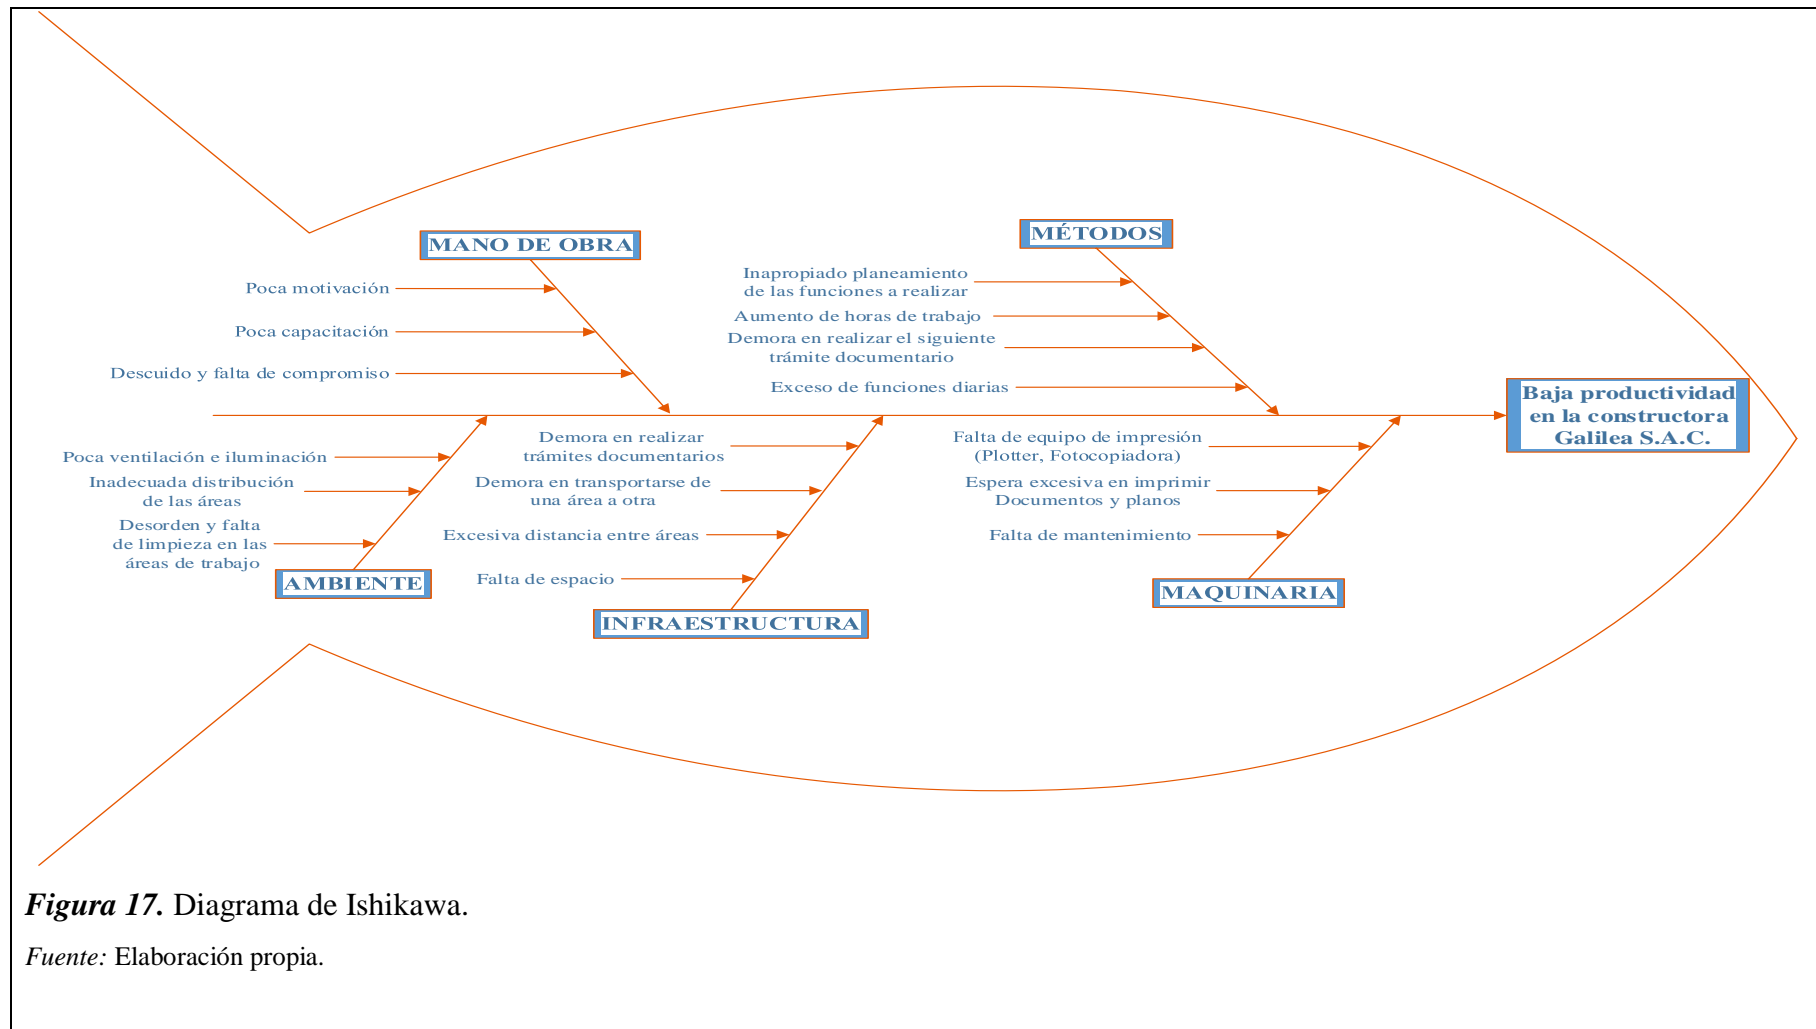 MANO DE OBRA
Poca motivación
Poca capacitación
Descuido y falta de compromiso
MÉTODOS
Inapropiado planeamiento
de las funciones a realizar
Aumento de horas de trabajo
Demora en realizar el siguiente
trámite documentario
Exceso de funciones diarias
Baja productividad
en la constructora
Galilea S.A.C.
Poca ventilación e iluminación
Inadecuada distribución
de las áreas
Desorden y falta
de limpieza en las
áreas de trabajo
AMBIENTE
Demora en realizar
trámites documentarios
Demora en transportarse de
una área a otra
Excesiva distancia entre áreas
Falta de espacio
INFRAESTRUCTURA
Falta de equipo de impresión
(Plotter, Fotocopiadora)
Espera excesiva en imprimir
Documentos y planos
Falta de mantenimiento
MAQUINARIA
Figura 17. Diagrama de Ishikawa.
Fuente: Elaboración propia.